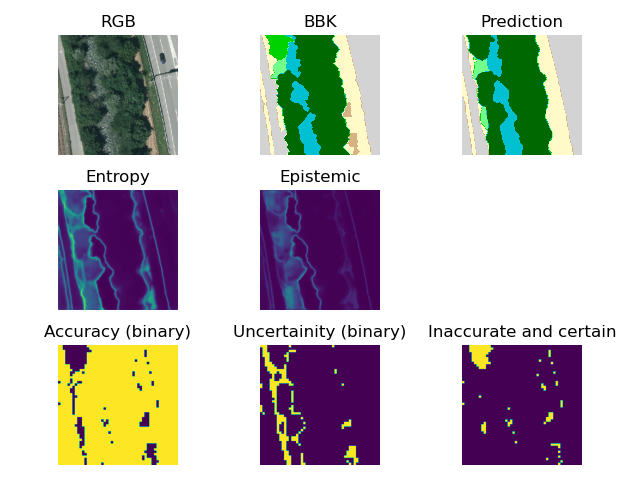 RGB
BBK
Prediction
Entropy
Epistemic
Accuracy (binary)
Uncertainity (binary)
Inaccurate and certain